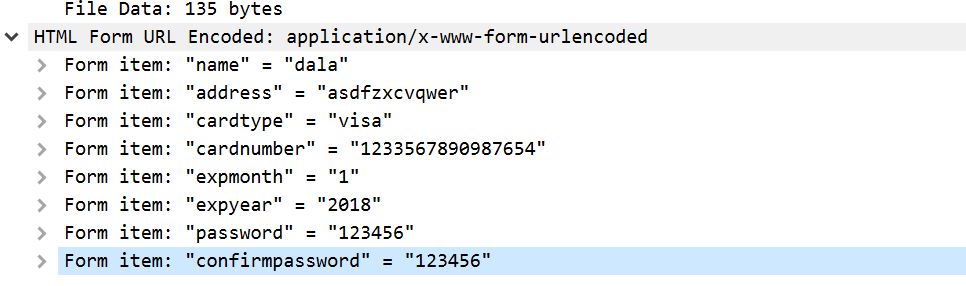 File Data: 135 bytes
HTML Form URL Encoded: application/x-www-form-urlencoded
Form item: "name" = "dala"
Form item: "address" = "asdfzxcvqwer"
Form item: "cardtype" = "visa"
Form item: "cardnumber" = "1233567890987654"
Form item: "expmonth" = "1"
Form item: "expyear" = "2018"
Form item: "password" = "123456"
Form item: "confirmpassword" = "123456"